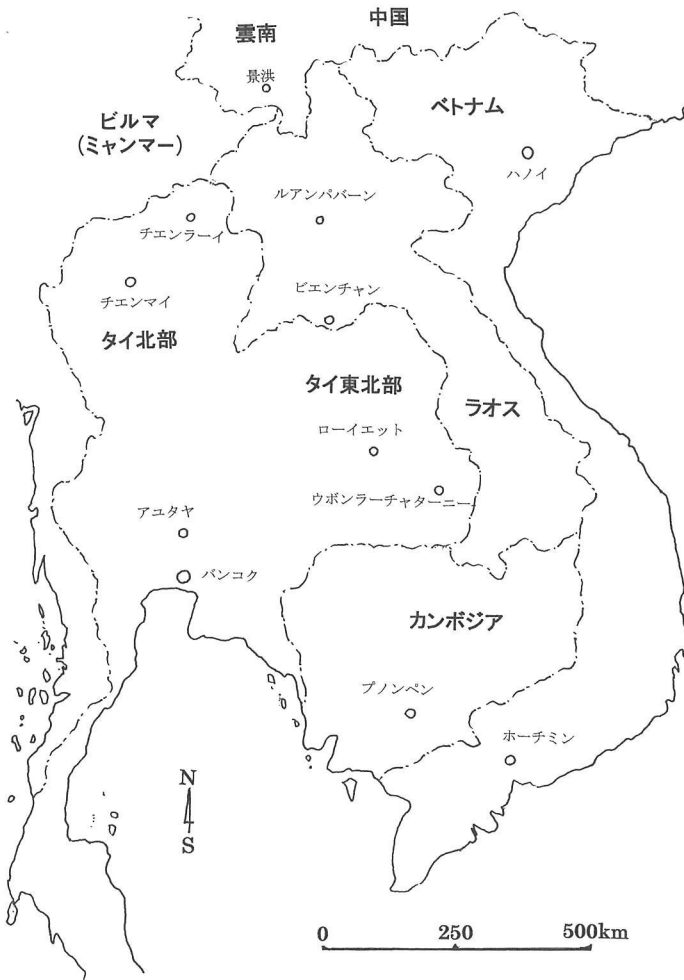 中国
雲南
景洪
ベトナム
ビルマ
(ミャンマー)
ハノイ
ルアンパバーン
チエンラーイ
チエンマイ
ビエンチャン
タイ北部
タイ東北部
ラオス
ローイエット
ウボンラーチャターニー
アユタヤ
バンコク
カンボジア
プノンペン
ホーチミン
N
S
0 250 500km